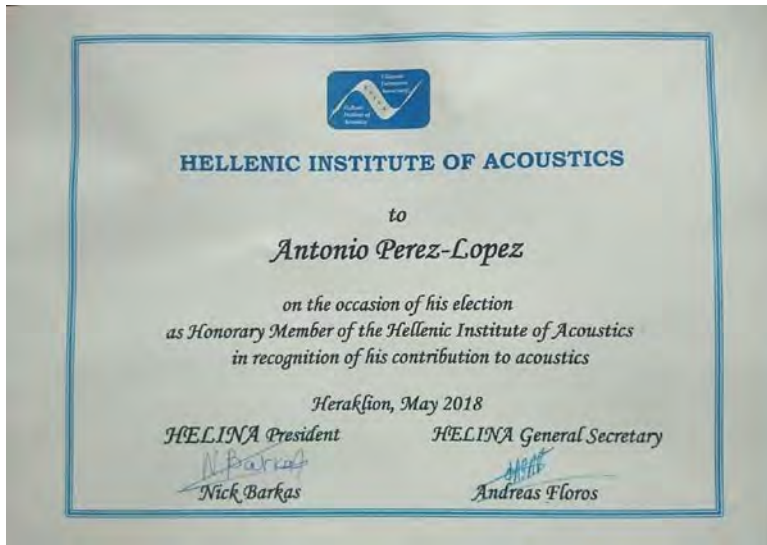 HELLENIC INSTITUTE OF ACOUSTICS
to
Antonio Perez-Lopez
on the occasion of his election
as Honorary Member of the Hellenic Institute of Acoustics
in recognition of his contribution to acoustics
Heraklion, May 2018
HELINA President HELINA General Secretary
N. Barkas
Nick Barkas Andreas Floros